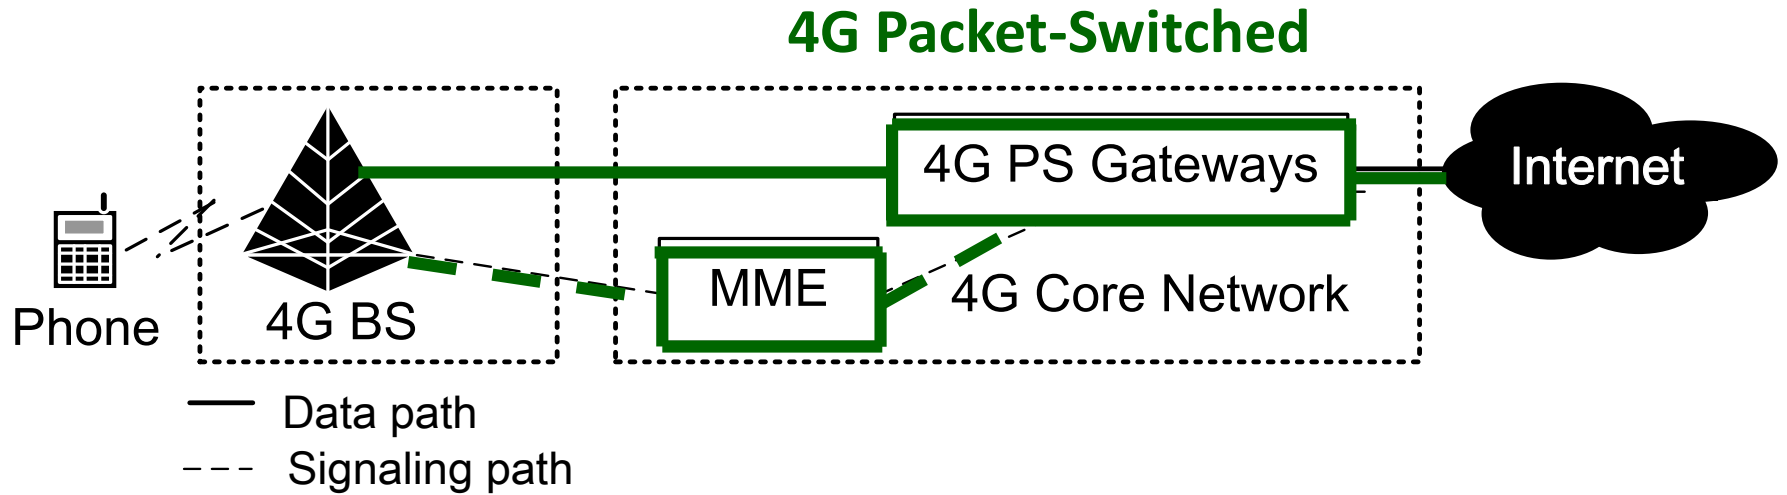 4G Packet-Switched
4G PS Gateways
Internet
MME
4G Core Network
4G BS
Phone
Data path
Signaling path